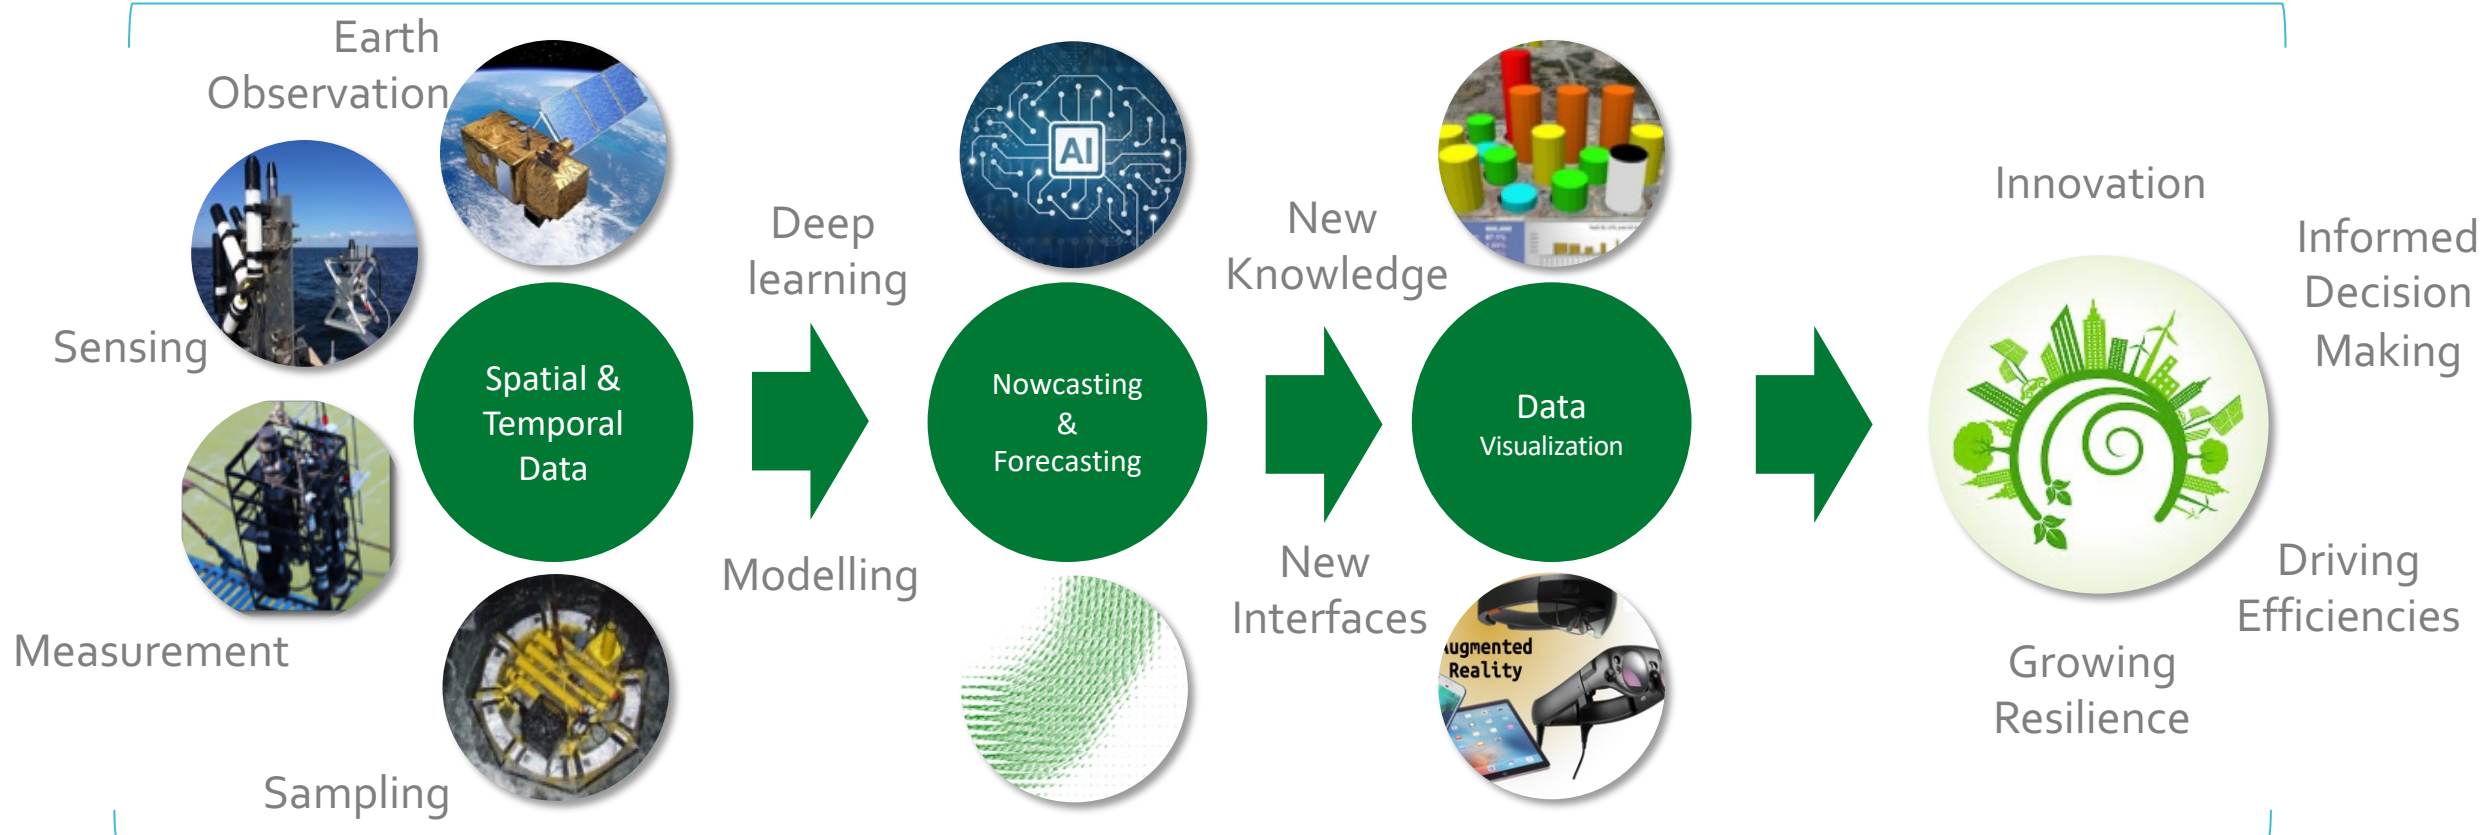 Earth
Observation
Sensing
Measurement
Sampling
Spatial &
Temporal
Data
Deep
learning
Modelling
AI
Nowcasting
&
Forecasting
New
Knowledge
New
Interfaces
Data
Visualization
Augmented
Reality
Innovation
Informed
Decision
Making
Driving
Efficiencies
Growing
Resilience